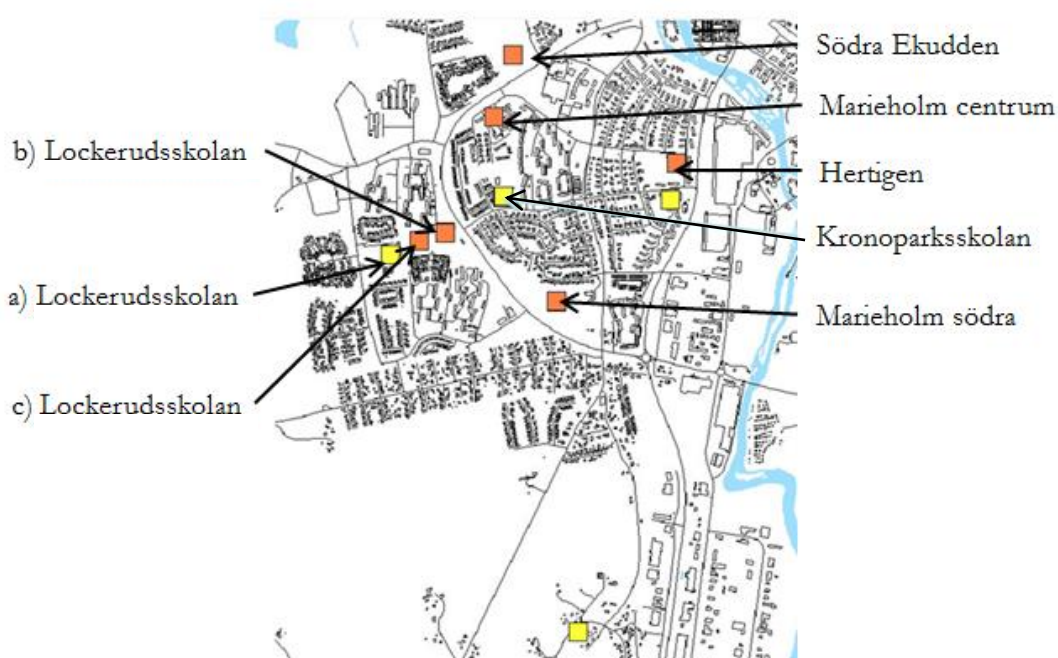 Södra Ekudden
Marieholm centrum
b) Lockerudsskolan
Hertigen
Kronoparksskolan
a) Lockerudsskolan
Marieholm södra
c) Lockerudsskolan